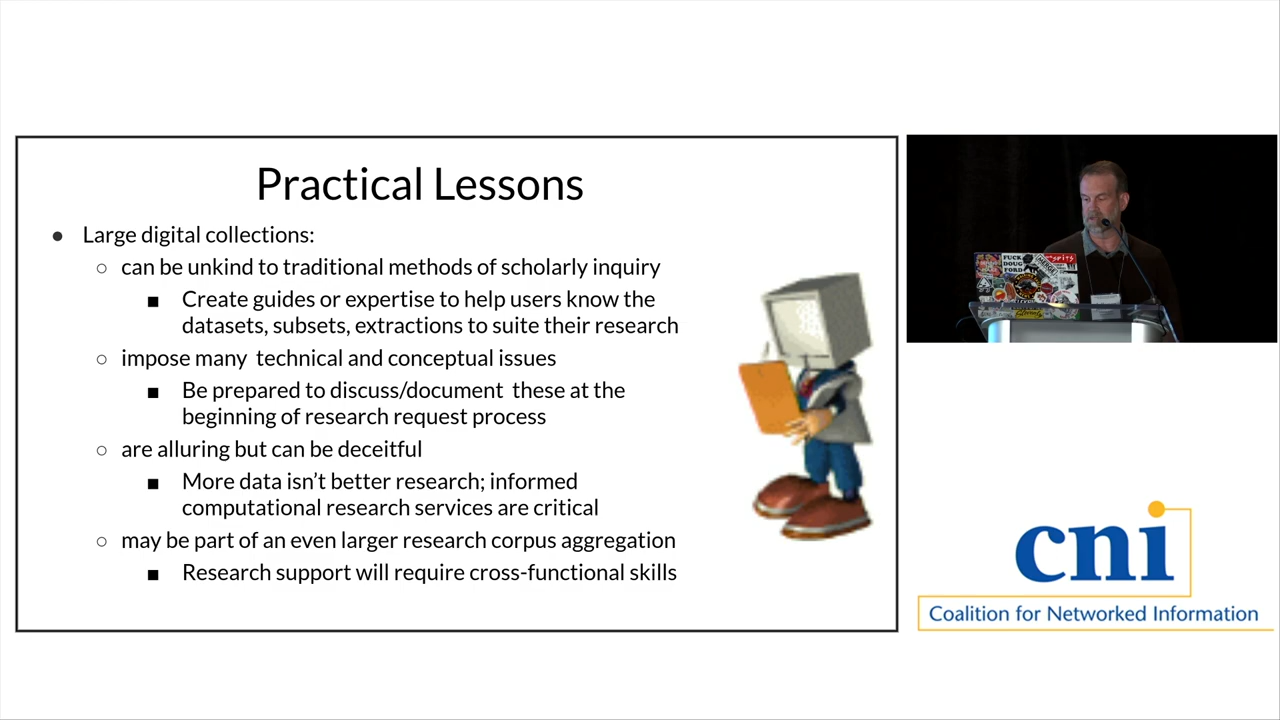 Practical Lessons
● Large digital collections:
○ can be unkind to traditional methods of scholarly inquiry
■ Create guides or expertise to help users know the
datasets, subsets, extractions to suite their research
○ impose many  technical and conceptual issues
■ Be prepared to discuss/document  these at the
beginning of research request process
○ are alluring but can be deceitful
■ More data isn’t better research; informed
computational research services are critical
○ may be part of an even larger research corpus aggregation
■ Research support will require cross-functional skills
FUCK
DOUG
FORD
cni
Coalition for Networked Information